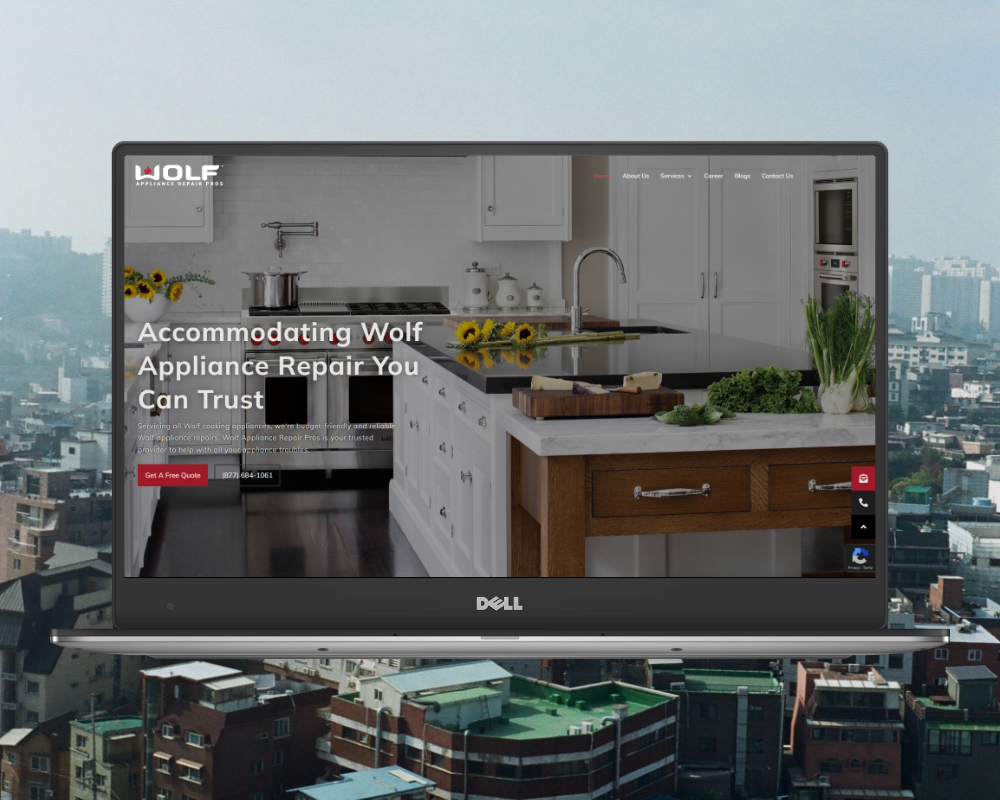 WOLF
APPLIANCE REPAIR PROS
Home
About Us
Services
Career
Blogs
Contact Us
Accommodating Wolf
Appliance Repair You
Can Trust
Servicing all Wolf cooking appliances, we're budget-friendly and reliable
Wolf appliance repairs. Wolf Appliance Repair Pros is your trusted
provider to help with all your appliance troubles.
Get A Free Quote
(877) 684-1061
Privacy - Terms
DELL